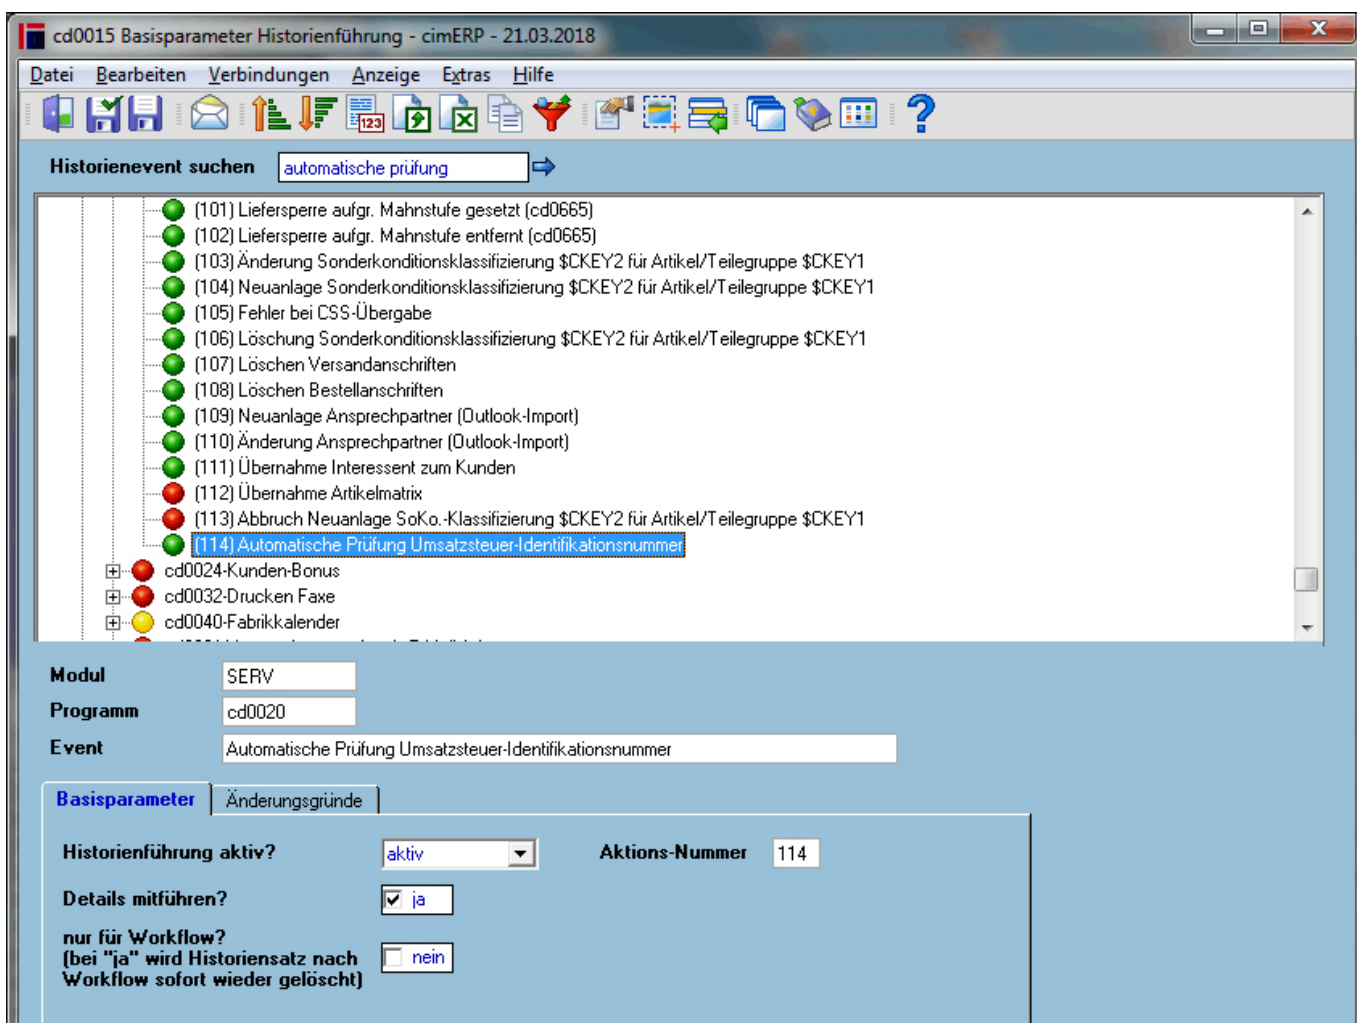 cd0015 Basisparameter Historienführung - cimERP - 21.03.2018
Datei Bearbeiten Verbindungen Anzeige Extras Hilfe
123
Historienevent suchen automatische prüfung
(101) Liefersperre aufgr. Mahnstufe gesetzt (cd0665)
(102) Liefersperre aufgr. Mahnstufe entfernt (cd0665)
(103) Änderung Sonderkonditionsklassifizierung $CKEY2 für Artikel/Teilegruppe $CKEY1
(104) Neuanlage Sonderkonditionsklassifizierung $CKEY2 für Artikel/Teilegruppe $CKEY1
(105) Fehler bei CSS-Übergabe
(106) Löschung Sonderkonditionsklassifizierung $CKEY2 für Artikel/Teilegruppe $CKEY1
(107) Löschen Versandanschriften
(108) Löschen Bestellanschriften
(109) Neuanlage Ansprechpartner (Outlook-Import)
(110) Änderung Ansprechpartner (Outlook-Import)
(111) Übernahme Interessent zum Kunden
(112) Übernahme Artikelmatrix
(113) Abbruch Neuanlage SoKo.-Klassifizierung $CKEY2 für Artikel/Teilegruppe $CKEY1
(114) Automatische Prüfung Umsatzsteuer-Identifikationsnummer
cd0024-Kunden-Bonus
cd0032-Drucken Faxe
cd0040-Fabrikkalender
Modul SERV
Programm cd0020
Event Automatische Prüfung Umsatzsteuer-Identifikationsnummer
Basisparameter Änderungsgründe
Historienführung aktiv? aktiv Aktions-Nummer 114
Details mitführen? ja
nur für Workflow?
(bei "ja" wird Historiensatz nach nein
Workflow sofort wieder gelöscht)